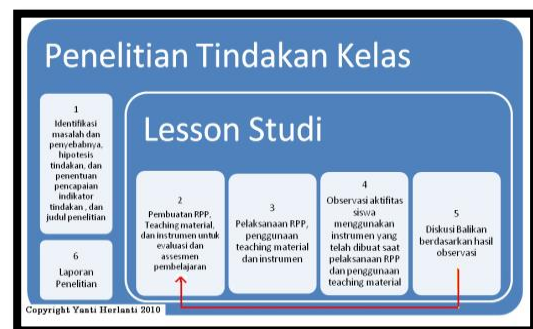 Penelitian Tindakan Kelas
1
Identifikasi
masalah dan
penyebabnya,
hipotesis
tindakan, dan
penentuan
pencapaian
indikator
tindakan , dan
judul penelitian
6
Laporan
Penelitian
Lesson Studi
2
Pembuatan RPP,
Teaching material,
dan instrumen untuk
evaluasi dan
assesmen
pembelajaran
3
Pelaksanaan RPP,
penggunaan
teaching material
dan instrumen
4
Observasi aktifitas
siswa
menggunakan
instrumen yang
telah dibuat saat
pelaksanaan RPP
dan penggunaan
teaching material
5
Diskusi Balikan
berdasarkan hasil
observasi
Copyright Yanti Herlanti 2010